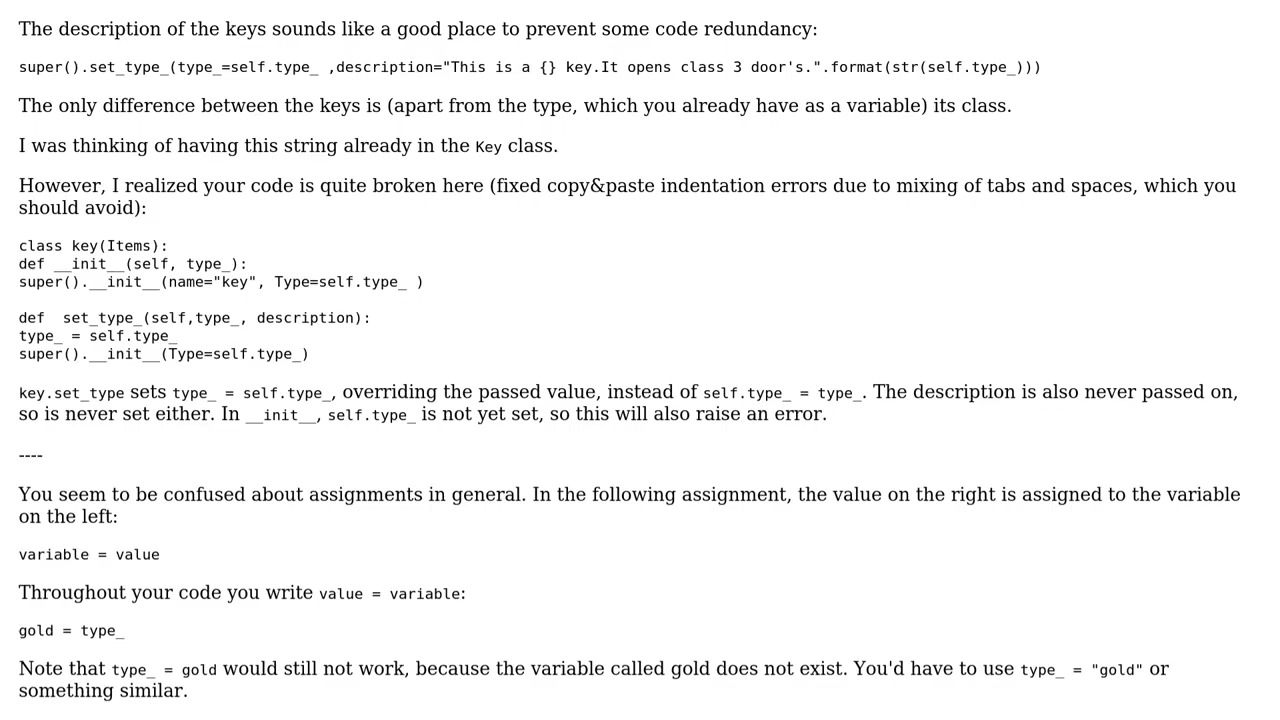 The description of the keys sounds like a good place to prevent some code redundancy:
super().set_type_(type_=self.type_ ,description="This is a {} key.It opens class 3 door's.".format(str(self.type_)))
The only difference between the keys is (apart from the type, which you already have as a variable) its class.
I was thinking of having this string already in the Key class.
However, I realized your code is quite broken here (fixed copy&paste indentation errors due to mixing of tabs and spaces, which you
should avoid):
class key(Items):
def __init__(self, type_):
super().__init__(name="key", Type=self.type_ )
def  set_type_(self,type_, description):
type_ = self.type_
super().__init__(Type=self.type_)
key.set_type sets type_ = self.type_, overriding the passed value, instead of self.type_ = type_. The description is also never passed on,
so is never set either. In __init__, self.type_ is not yet set, so this will also raise an error.
----
You seem to be confused about assignments in general. In the following assignment, the value on the right is assigned to the variable
on the left:
variable = value
Throughout your code you write value = variable:
gold = type_
Note that type_ = gold would still not work, because the variable called gold does not exist. You'd have to use type_ = "gold" or
something similar.